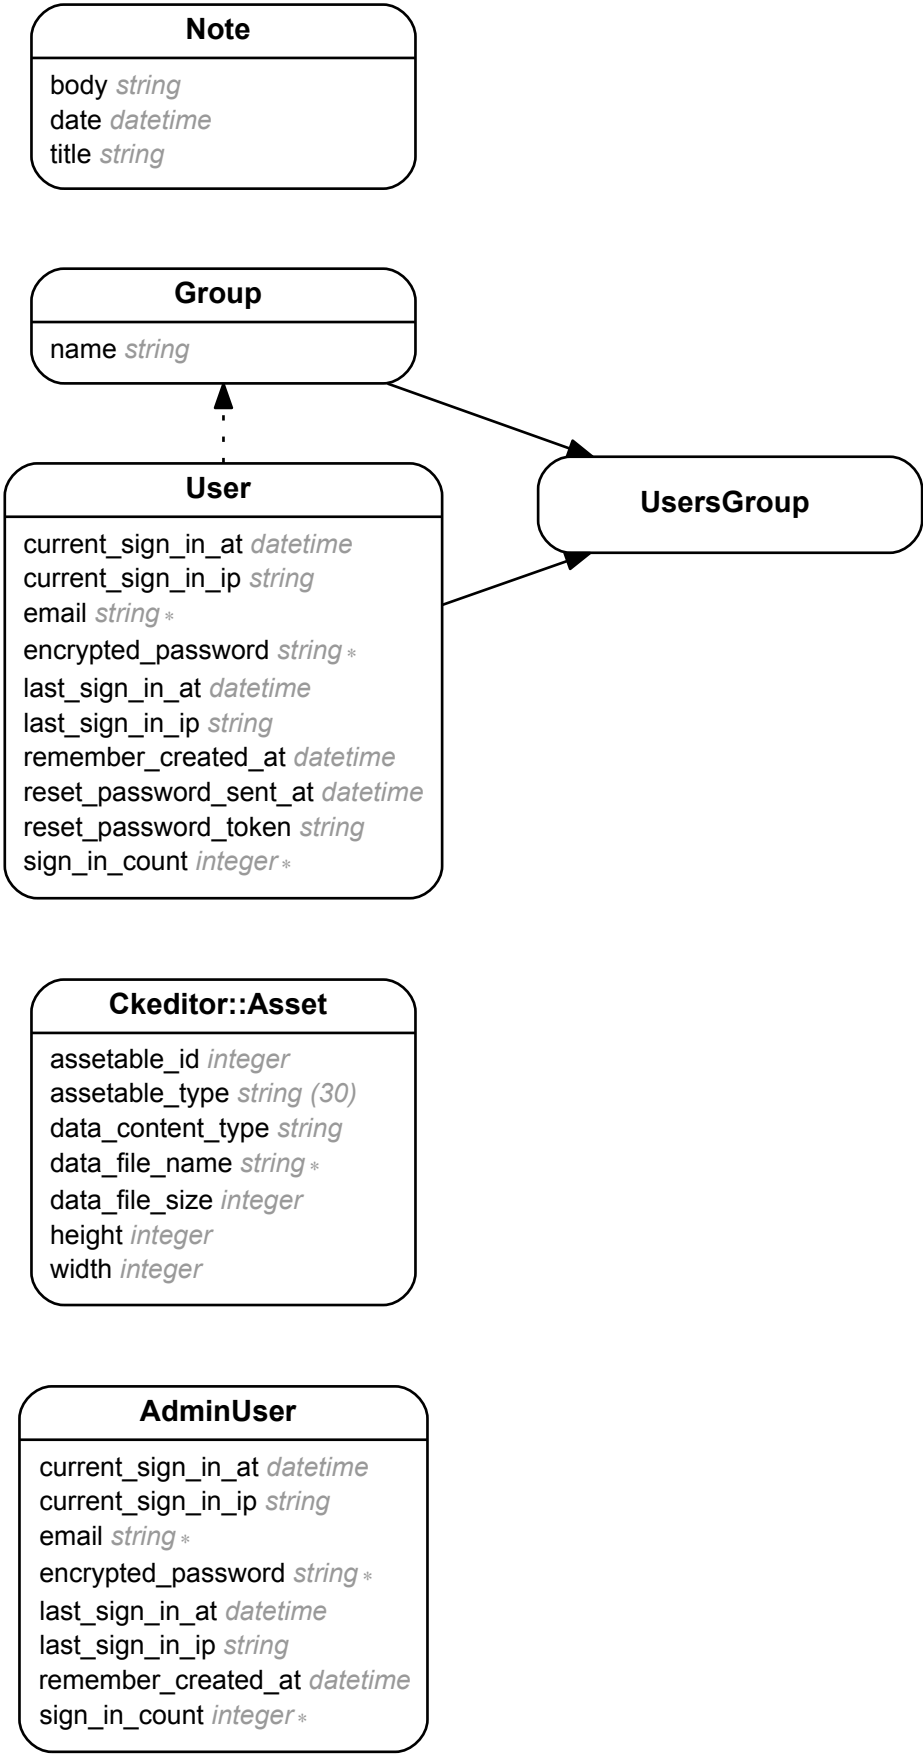 Note
body string
date datetime
title string
Group
name string
User
current_sign_in_at datetime
current_sign_in_ip string
email string *
encrypted_password string *
last_sign_in_at datetime
last_sign_in_ip string
remember_created_at datetime
reset_password_sent_at datetime
reset_password_token string
sign_in_count integer *
UsersGroup
Ckeditor::Asset
assetable_id integer
assetable_type string (30)
data_content_type string
data_file_name string *
data_file_size integer
height integer
width integer
AdminUser
current_sign_in_at datetime
current_sign_in_ip string
email string *
encrypted_password string *
last_sign_in_at datetime
last_sign_in_ip string
remember_created_at datetime
sign_in_count integer *